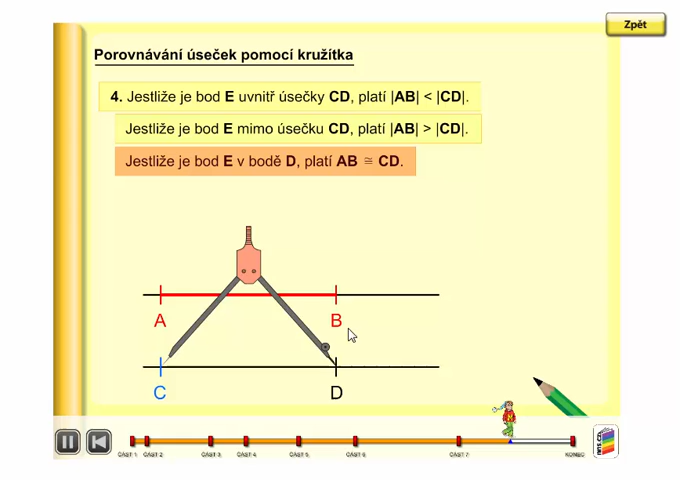 Zpět
Porovnávání úseček pomocí kružítka
4. Jestliže je bod E uvnitř úsečky CD, platí |AB| < |CD|.
Jestliže je bod E mimo úsečku CD, platí |AB| > |CD|.
Jestliže je bod E v bodě D, platí AB ≅ CD.
A B
C D
ČÁST 1 ČÁST 2 ČÁST 3 ČÁST 4 ČÁST 5 ČÁST 6 ČÁST 7 KONEC